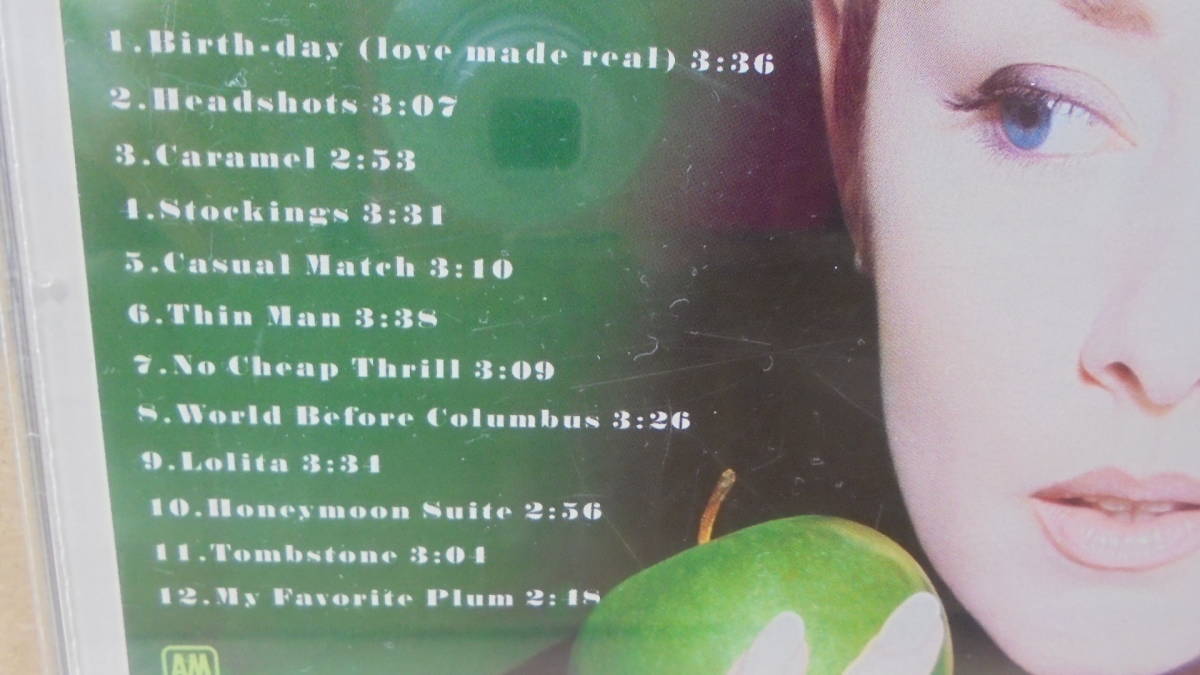 1.Birth-day (love made real) 3:36
2.Headshots 3:07
3.Caramel 2:53
4.Stockings 3:31
5.Casual Match 3:10
6.Thin Man 3:38
7.No Cheap Thrill 3:09
8.World Before Columbus 3:26
9.Lolita 3:34
10.Honeymoon Suite 2:56
11.Tombstone 3:04
12.My Favorite Plum 2:48
AM